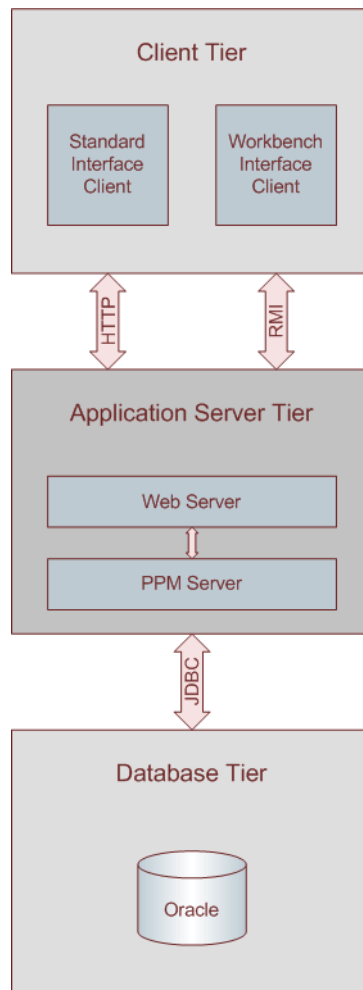 Client Tier
Standard
Interface
Client
Workbench
Interface
Client
HTTP
RMI
Application Server Tier
Web Server
PPM Server
JDBC
Database Tier
Oracle